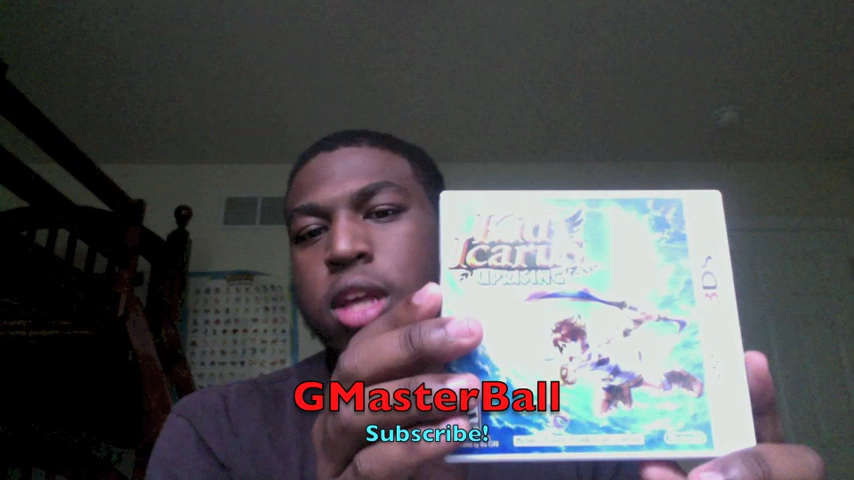 Kid
Icarus
UPRISING
3DS
GMasterBall
Subscribe!